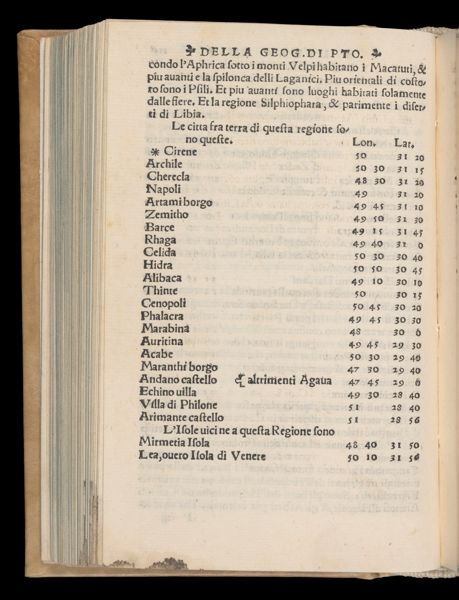 ❧ DELLA GEOG. DI PTO. ❧
condo l'Aphrica sotto i monti Velpi habitano i Macatuti, &
piu auanti e la spilonca delli Laganici. Piu orientali di costo-
ro sono i Psili. Et piu auanti sono luoghi habitati solamente
dalle fiere. Et la regione Silphiophara, & parimente i diser-
ti di Libia.
Le citta fra terra di questa regione so-
no queste. Lon. Lat.
* Cirene 50 31 20
Archile 50 30 31 15
Cherecla 48 30 31 20
Napoli 49 31 20
Artami borgo 49 45 31 10
Zemitho 49 50 31 30
Barce 49 15 31 45
Rhaga 49 40 31 0
Celida 50 30 30 40
Hidra 50 50 30 45
Alibaca 49 10 30 10
Thinte 50 30 15
Cenopoli 50 45 30 20
Phalacra 49 45 30 30
Marabina 48 30 0
Auritina 49 45 29 30
Acabe 50 30 29 40
Maranthi borgo 47 30 29 40
Andano castello altrimenti Agaua 47 45 29 0
Echino uilla 49 30 28 40
Villa di Philone 51 28 40
Arimante castello 51 28 56
L'Isole uicine a questa Regione sono
Mirmetia Isola 48 40 31 50
Lea, ouero Isola di Venere 50 10 31 50